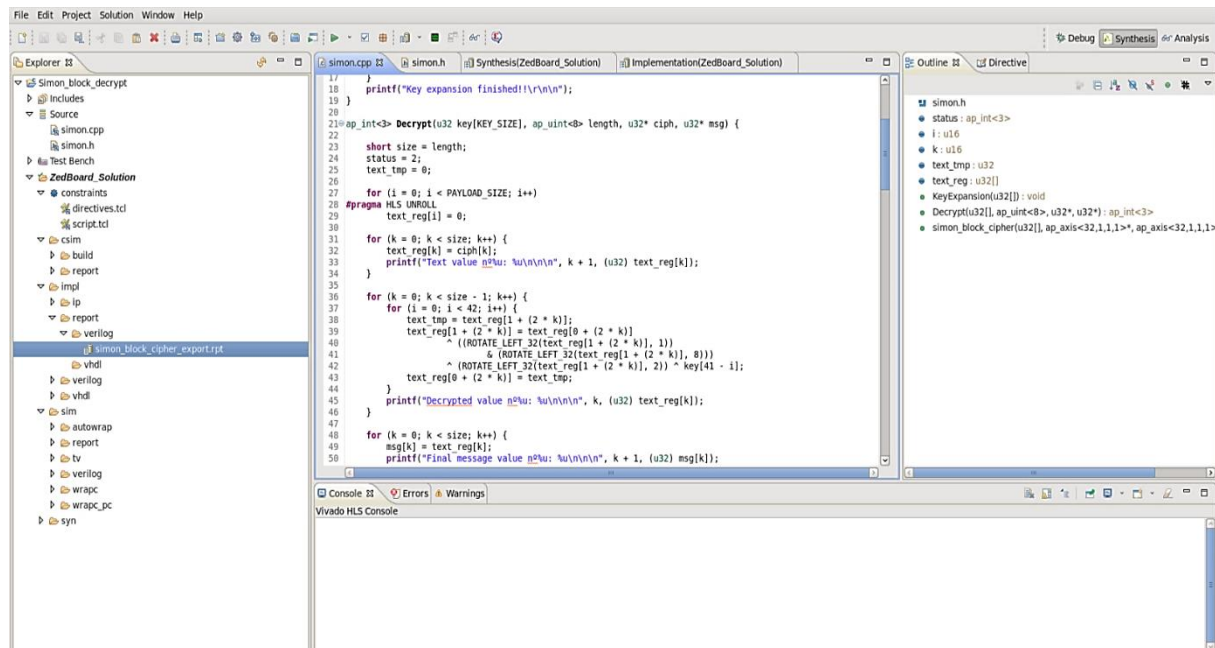 File Edit Project Solution Window Help
Debug Synthesis Analysis
Explorer
Simon_block_decrypt
Includes
Source
simon.cpp
simon.h
Test Bench
ZedBoard_Solution
constraints
directives.tcl
script.tcl
csim
build
report
impl
ip
report
verilog
simon_block_cipher_export.rpt
vhdl
verilog
vhdl
sim
autowrap
report
tv
verilog
wrapc
wrapc_pc
syn
simon.cpp simon.h Synthesis(ZedBoard_Solution) Implementation(ZedBoard_Solution)
17 }
18 printf("Key expansion finished!!\r\n\n");
19 }
20
21 ap_int<3> Decrypt(u32 key[KEY_SIZE], ap_uint<8> length, u32* ciph, u32* msg) {
22
23 short size = length;
24 status = 2;
25 text_tmp = 0;
26
27 for (i = 0; i < PAYLOAD_SIZE; i++)
28 #pragma HLS UNROLL
29 text_reg[i] = 0;
30
31 for (k = 0; k < size; k++) {
32 text_reg[k] = ciph[k];
33 printf("Text value nº%u: %u\n\n\n", k + 1, (u32) text_reg[k]);
34 }
35
36 for (k = 0; k < size - 1; k++) {
37 for (i = 0; i < 42; i++) {
38 text_tmp = text_reg[1 + (2 * k)];
39 text_reg[1 + (2 * k)] = text_reg[0 + (2 * k)]
40 ^ ((ROTATE_LEFT_32(text_reg[1 + (2 * k)], 1))
41 & (ROTATE_LEFT_32(text_reg[1 + (2 * k)], 8)))
42 ^ (ROTATE_LEFT_32(text_reg[1 + (2 * k)], 2)) ^ key[41 - i];
43 text_reg[0 + (2 * k)] = text_tmp;
44 }
45 printf("Decrypted value nº%u: %u\n\n\n", k, (u32) text_reg[k]);
46 }
47
48 for (k = 0; k < size; k++) {
49 msg[k] = text_reg[k];
50 printf("Final message value nº%u: %u\n\n\n", k + 1, (u32) msg[k]);
Console Errors Warnings
Vivado HLS Console
Outline Directive
simon.h
status : ap_int<3>
i : u16
k : u16
text_tmp : u32
text_reg : u32[]
KeyExpansion(u32[]) : void
Decrypt(u32[], ap_uint<8>, u32*, u32*) : ap_int<3>
simon_block_cipher(u32[], ap_axis<32,1,1,1>*, ap_axis<32,1,1,1>